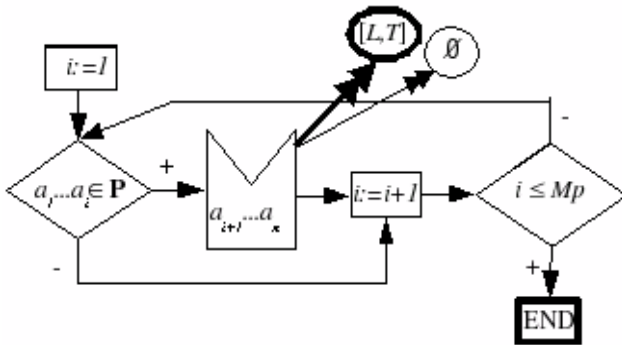 [L,T]
Ø
i:=1
-
+
a₁...aᵢ∈P
aᵢ₊₁...aₙ
i:=i+1
i ≤ Mp
-
+
END